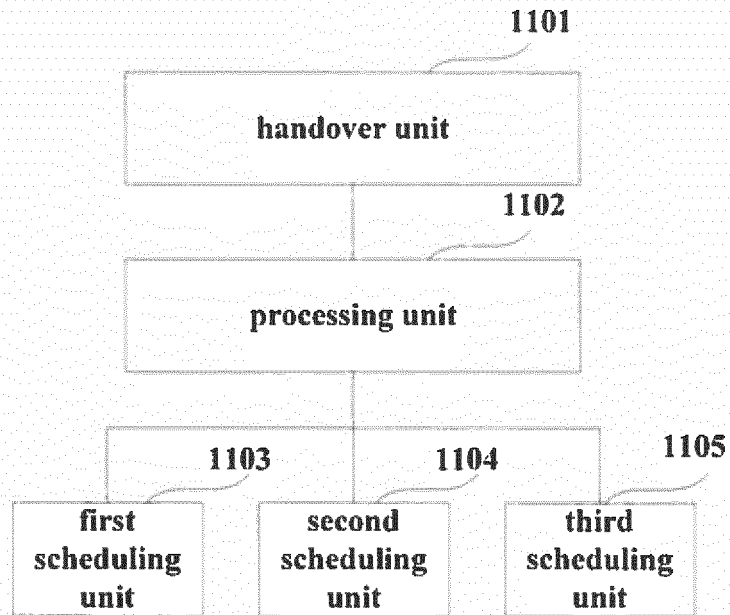 1101
handover unit
1102
processing unit
1103
1104
1105
first
scheduling
unit
second
scheduling
unit
third
scheduling
unit